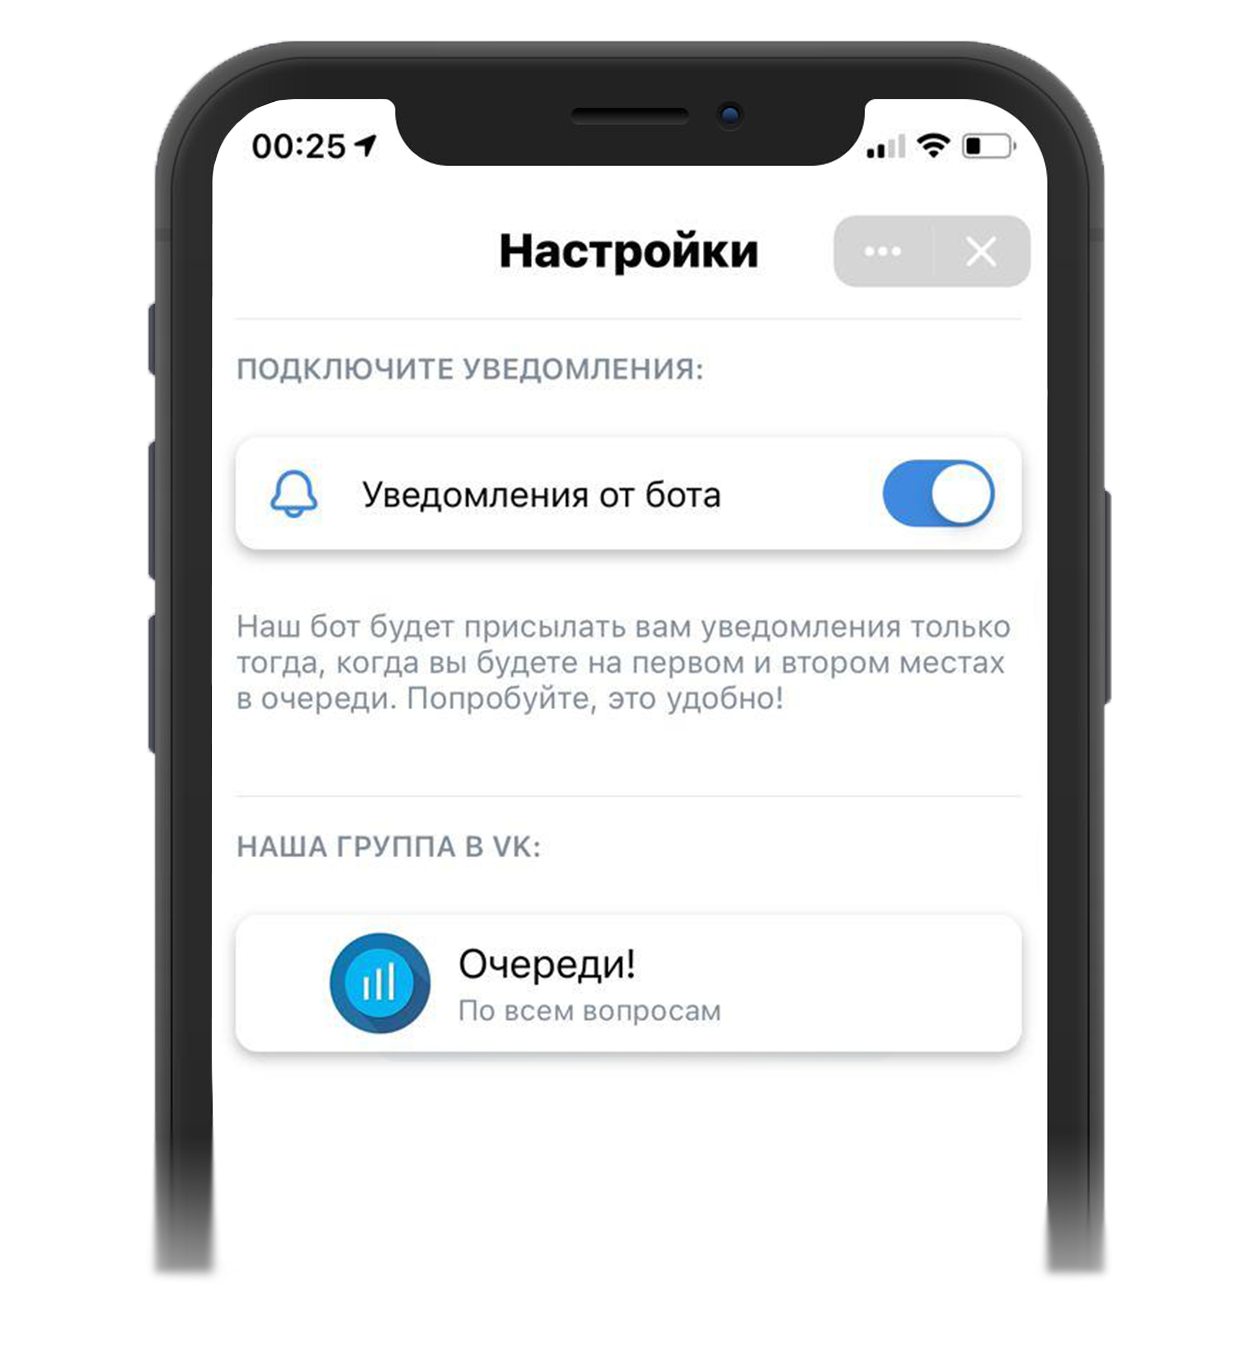 00:25
Настройки
ПОДКЛЮЧИТЕ УВЕДОМЛЕНИЯ:
Уведомления от бота
Наш бот будет присылать вам уведомления только
тогда, когда вы будете на первом и втором местах
в очереди. Попробуйте, это удобно!
НАША ГРУППА В VK:
Очереди!
По всем вопросам